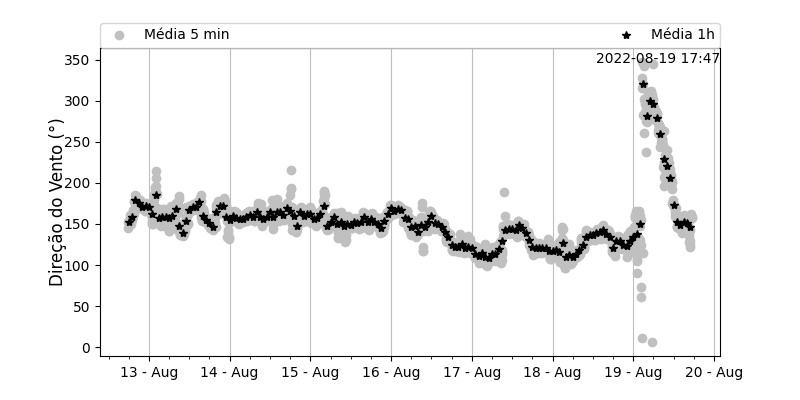 Média 5 min
Média 1h
2022-08-19 17:47
Direção do Vento (°)
350
300
250
200
150
100
50
0
13 - Aug
14 - Aug
15 - Aug
16 - Aug
17 - Aug
18 - Aug
19 - Aug
20 - Aug